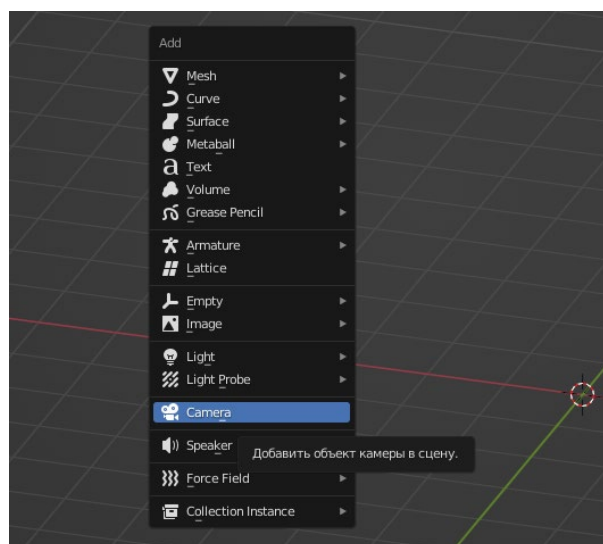 Add
Mesh
Curve
Surface
Metaball
Text
Volume
Grease Pencil
Armature
Lattice
Empty
Image
Light
Light Probe
Camera
Speaker
Добавить объект камеры в сцену.
Force Field
Collection Instance